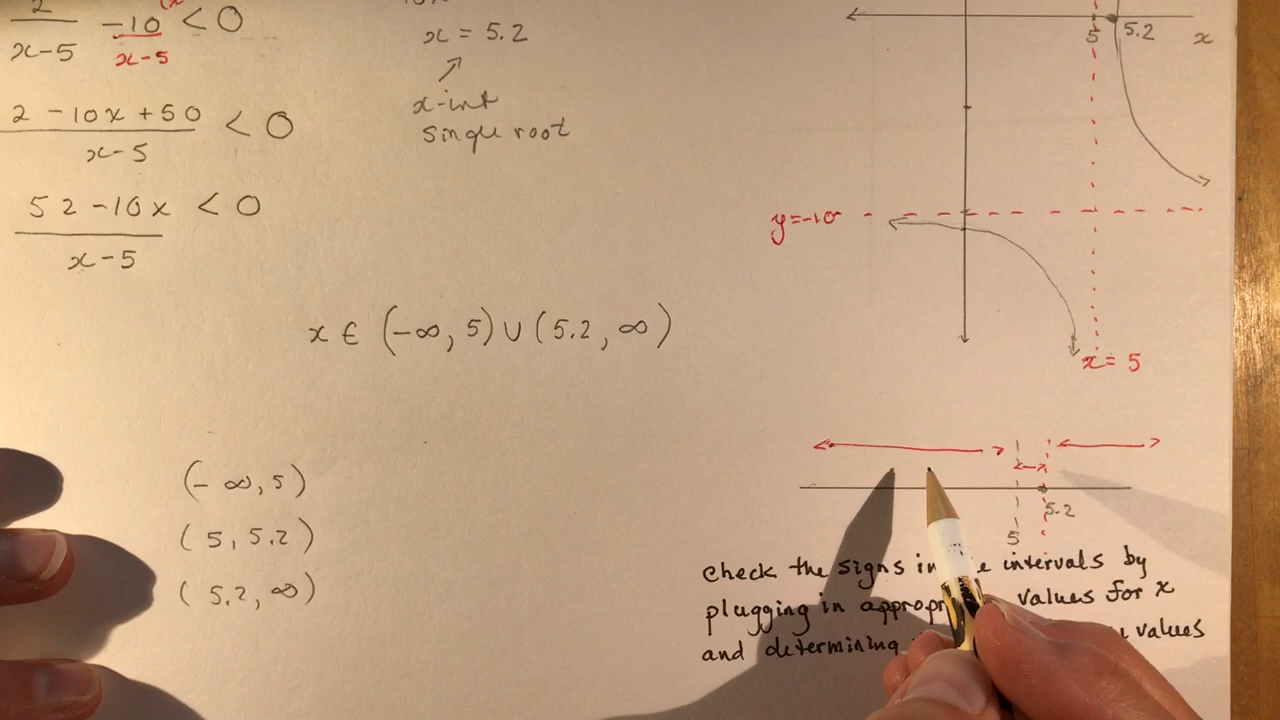 2/(x-5) -10 (x < 0
x-5
2 - 10x + 50 < 0
x-5
52 - 10x < 0
x-5
x = 5.2
x-int
single root
5
5.2
x
y=-10
x = 5
x ∈ (-∞, 5) ∪ (5.2, ∞)
(-∞, 5)
(5, 5.2)
(5.2, ∞)
5.2
5
check the signs in intervals by
plugging in values for x
and determining values